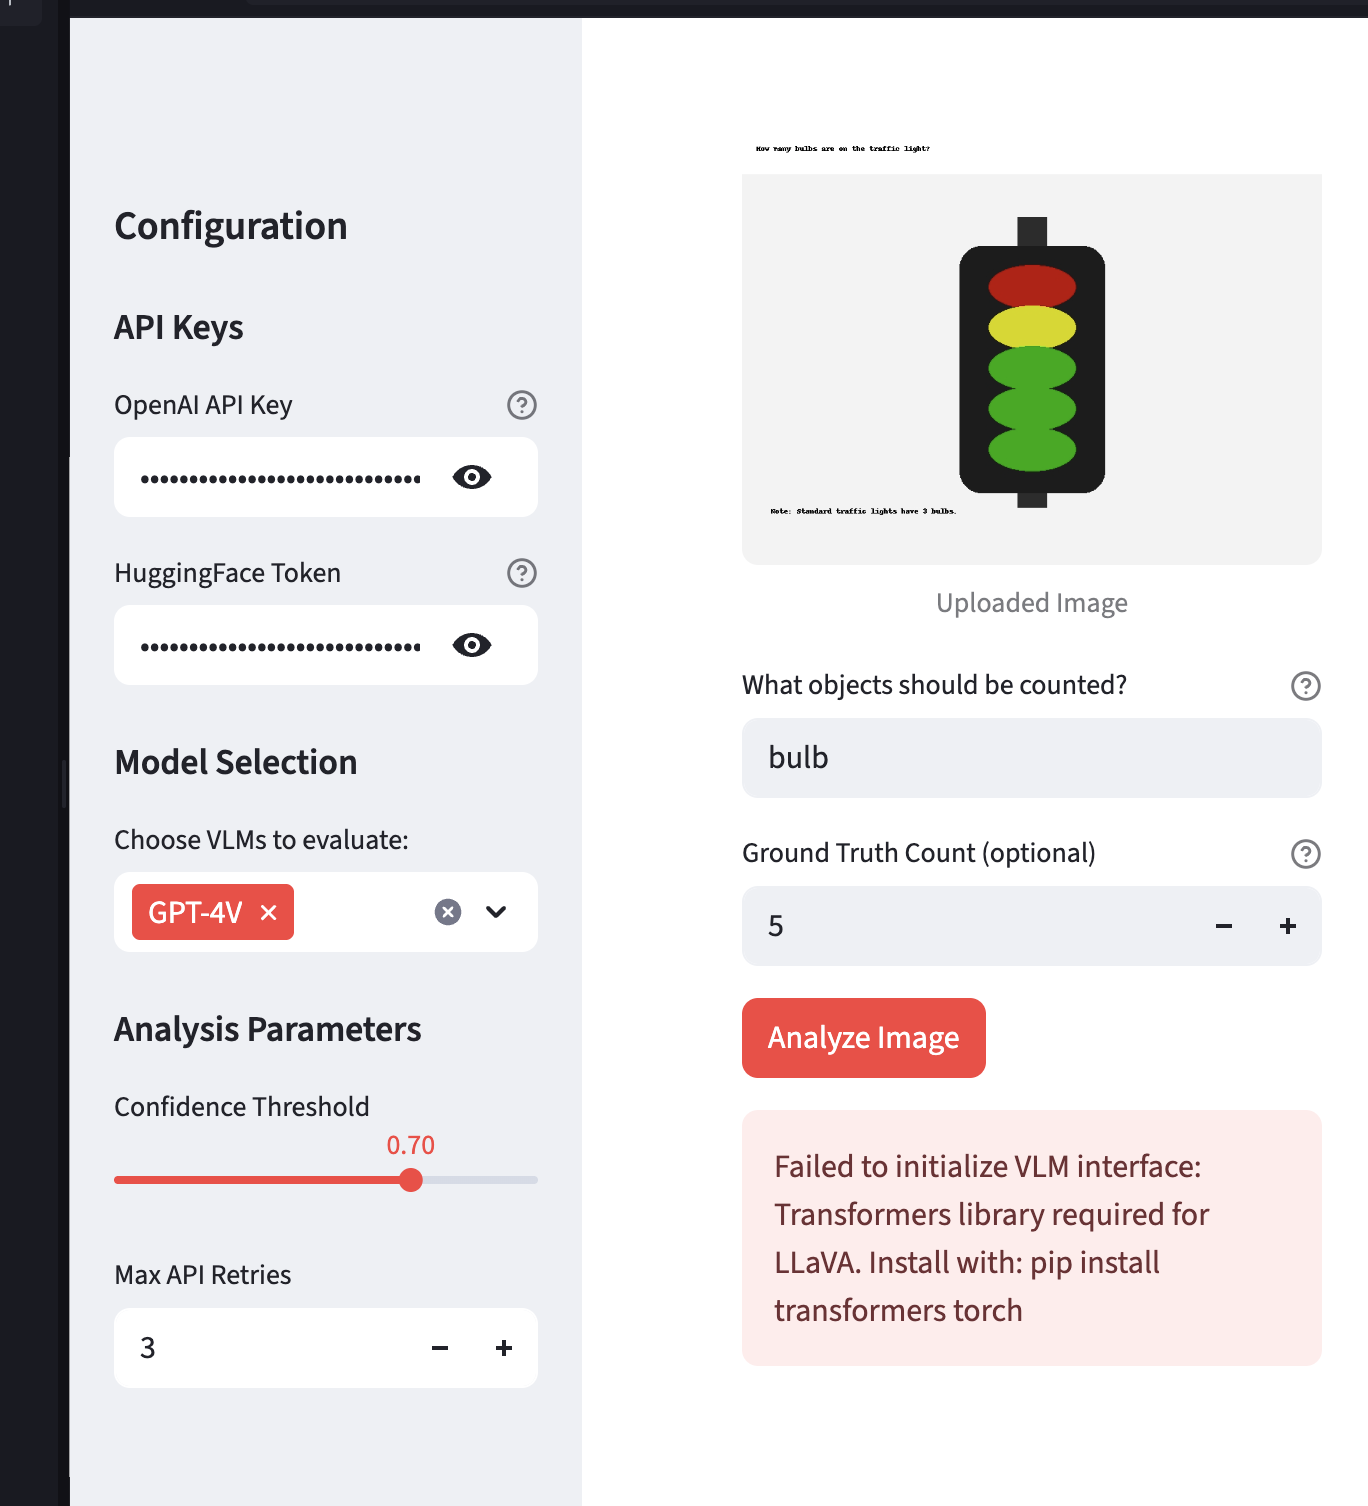 Configuration
API Keys
OpenAI API Key
HuggingFace Token
Model Selection
Choose VLMs to evaluate:
GPT-4V
Analysis Parameters
Confidence Threshold
0.70
Max API Retries
3
How many bulbs are on the traffic light?
Note: Standard traffic lights have 3 bulbs.
Uploaded Image
What objects should be counted?
bulb
Ground Truth Count (optional)
5
Analyze Image
Failed to initialize VLM interface:
Transformers library required for
LLaVA. Install with: pip install
transformers torch